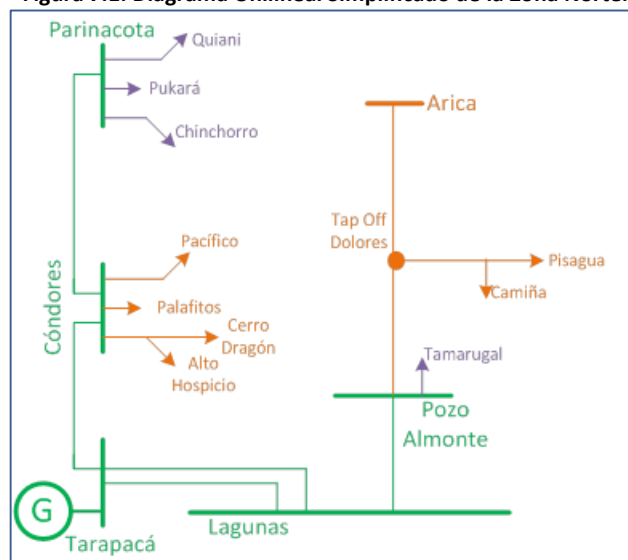 Figura 7.2: Diagrama Unilineal Simplificado de la Zona Norte.
Parinacota
Quiani
Pukará
Chinchorro
Arica
Tap Off
Dolores
Pisagua
Camiña
Pacífico
Palafitos
Cerro
Dragón
Alto
Hospicio
Cóndores
Tamarugal
Pozo
Almonte
G
Tarapacá
Lagunas